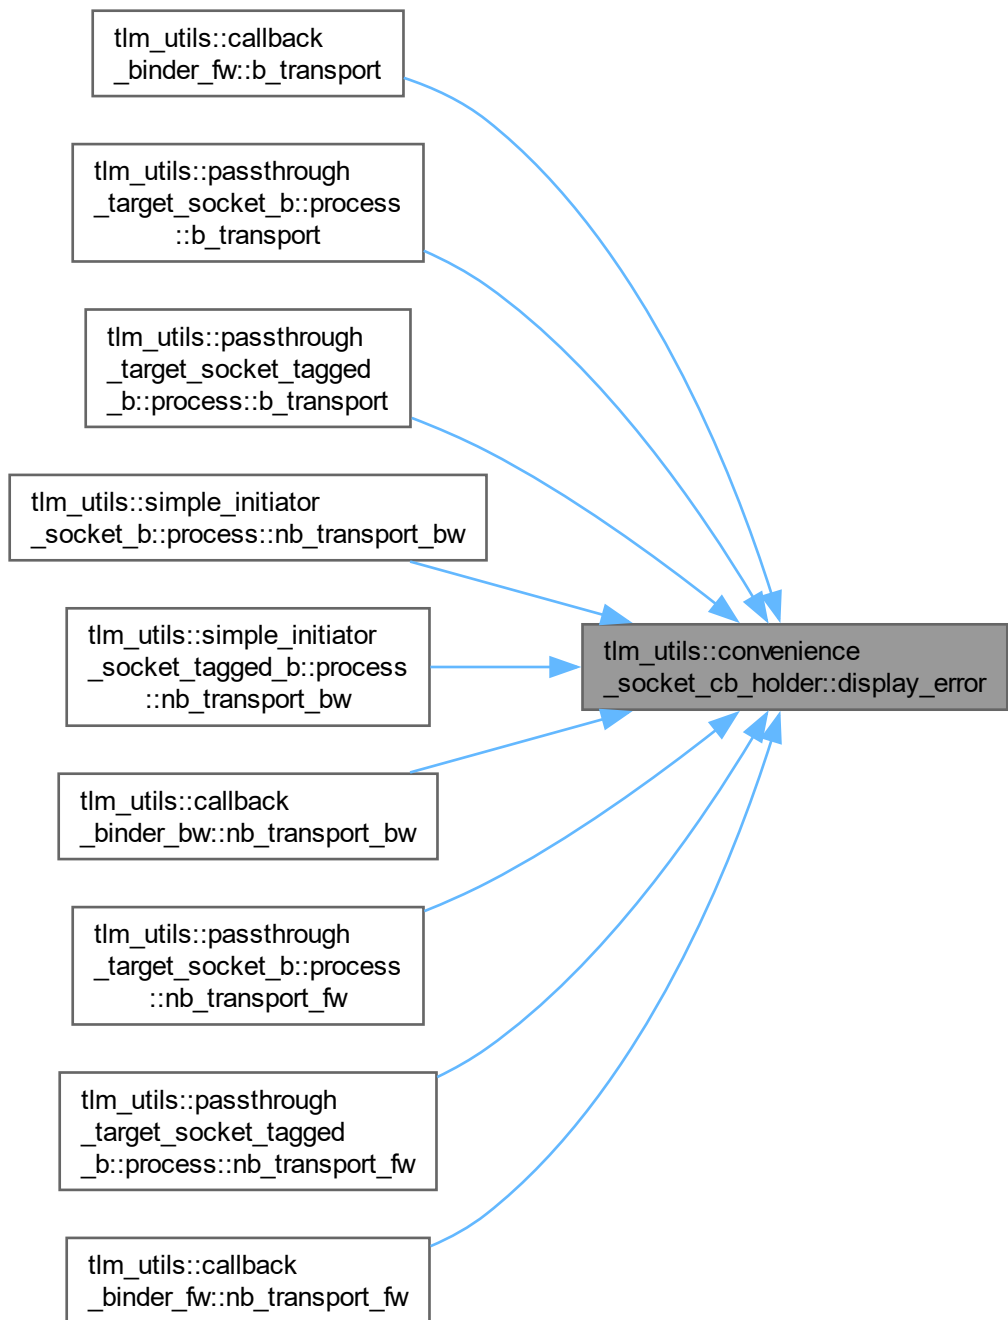 tlm_utils::callback
_binder_fw::b_transport
tlm_utils::passthrough
_target_socket_b::process
::b_transport
tlm_utils::passthrough
_target_socket_tagged
_b::process::b_transport
tlm_utils::simple_initiator
_socket_b::process::nb_transport_bw
tlm_utils::simple_initiator
_socket_tagged_b::process
::nb_transport_bw
tlm_utils::convenience
_socket_cb_holder::display_error
tlm_utils::callback
_binder_bw::nb_transport_bw
tlm_utils::passthrough
_target_socket_b::process
::nb_transport_fw
tlm_utils::passthrough
_target_socket_tagged
_b::process::nb_transport_fw
tlm_utils::callback
_binder_fw::nb_transport_fw